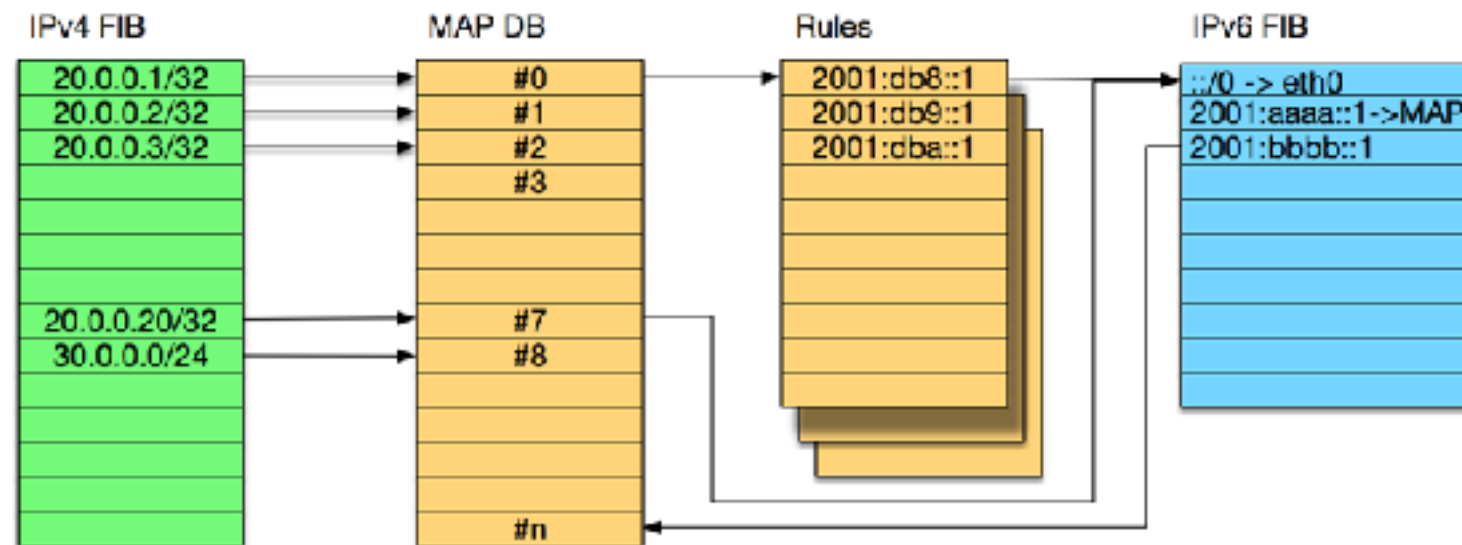 IPv4 FIB
MAP DB
Rules
IPv6 FIB
20.0.0.1/32
#0
2001:db8::1
::/0 -> eth0
20.0.0.2/32
#1
2001:db9::1
2001:aaaa::1->MAP
20.0.0.3/32
#2
2001:dba::1
2001:bbbb::1
#3
20.0.0.20/32
#7
30.0.0.0/24
#8
#n